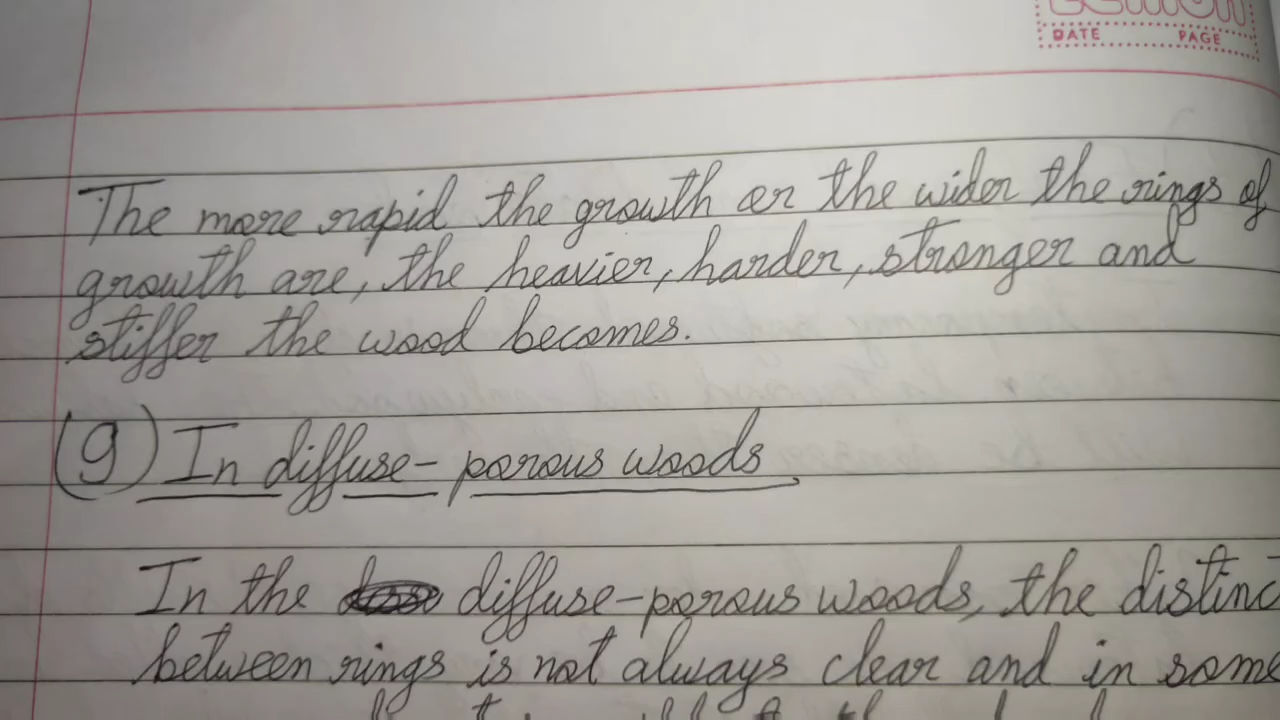 DATE PAGE
The more rapid the growth or the wider the rings of
growth are, the heavier, harder, stronger and
stiffer the wood becomes.
(9) In diffuse-porous woods
In the diffuse-porous woods, the distinc
between rings is not always clear and in some